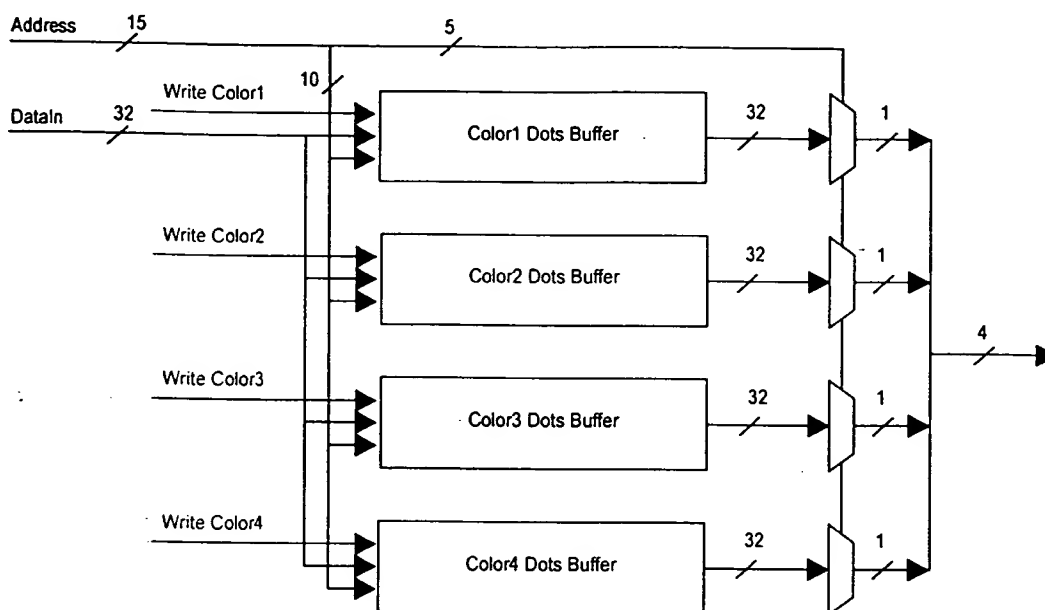 Address 15 5
10
Write Color1
DataIn 32
Color1 Dots Buffer 32 1
Write Color2
Color2 Dots Buffer 32 1
4
Write Color3
Color3 Dots Buffer 32 1
Write Color4
Color4 Dots Buffer 32 1